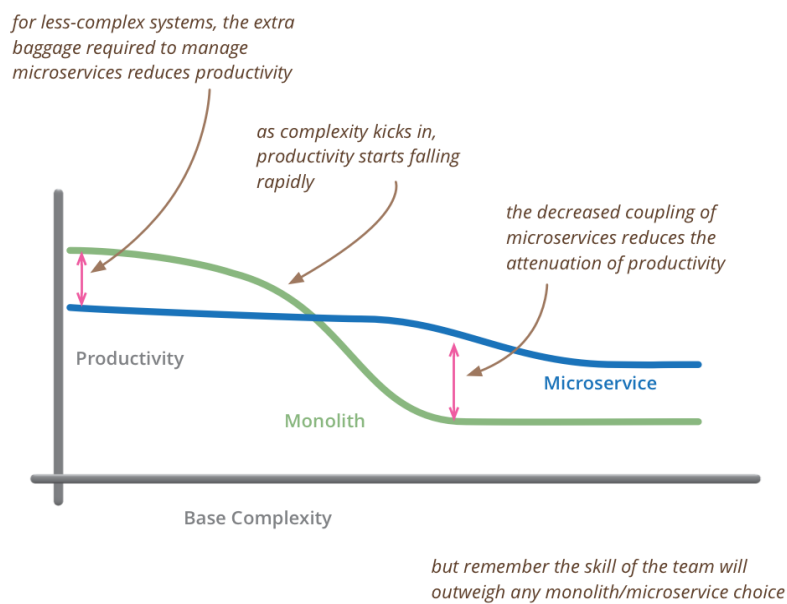 for less-complex systems, the extra
baggage required to manage
microservices reduces productivity
as complexity kicks in,
productivity starts falling
rapidly
the decreased coupling of
microservices reduces the
attenuation of productivity
Productivity
Microservice
Monolith
Base Complexity
but remember the skill of the team will
outweigh any monolith/microservice choice